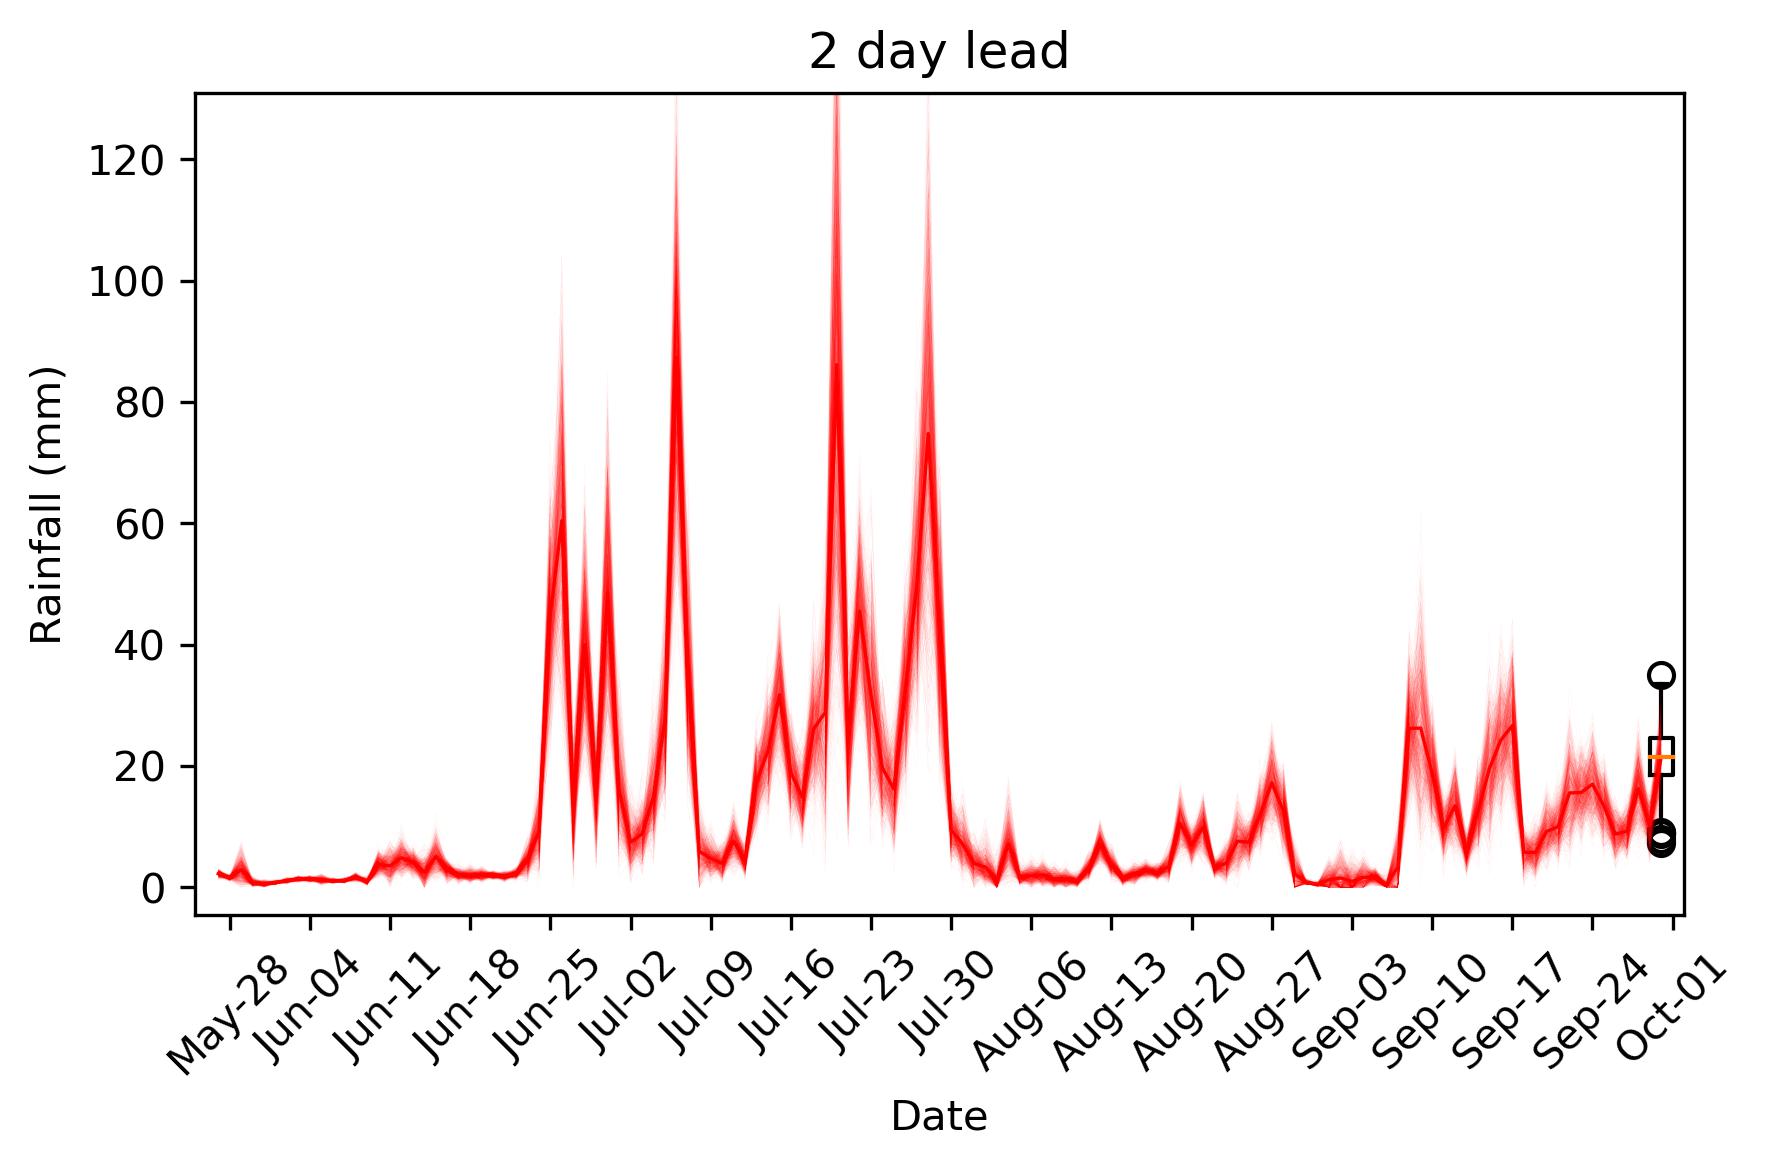 2 day lead
Rainfall (mm)
120
100
80
60
40
20
0
May-28
Jun-04
Jun-11
Jun-18
Jun-25
Jul-02
Jul-09
Jul-16
Jul-23
Jul-30
Aug-06
Aug-13
Aug-20
Aug-27
Sep-03
Sep-10
Sep-17
Sep-24
Oct-01
Date